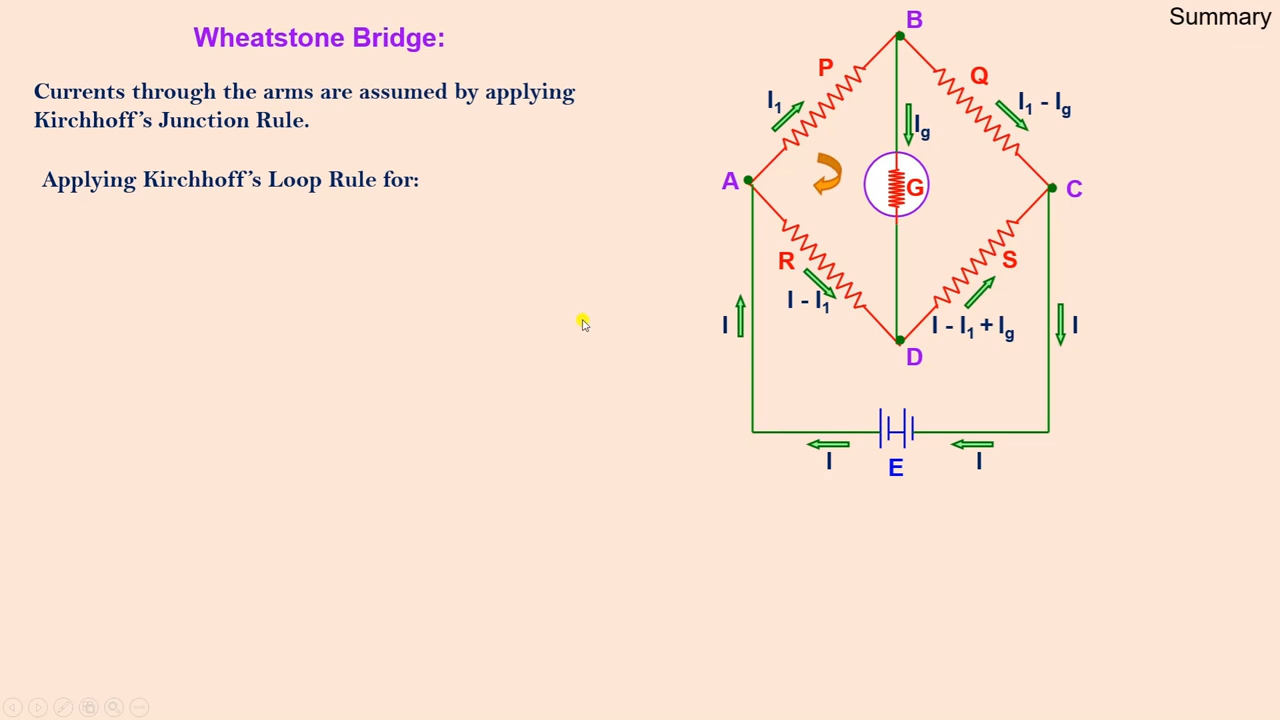 Summary
Wheatstone Bridge:
Currents through the arms are assumed by applying
Kirchhoff’s Junction Rule.
Applying Kirchhoff’s Loop Rule for:
B
P
Q
I1
I1 - Ig
Ig
A
G
C
R
S
I - I1
I
I - I1 + Ig
I
D
I
E
I